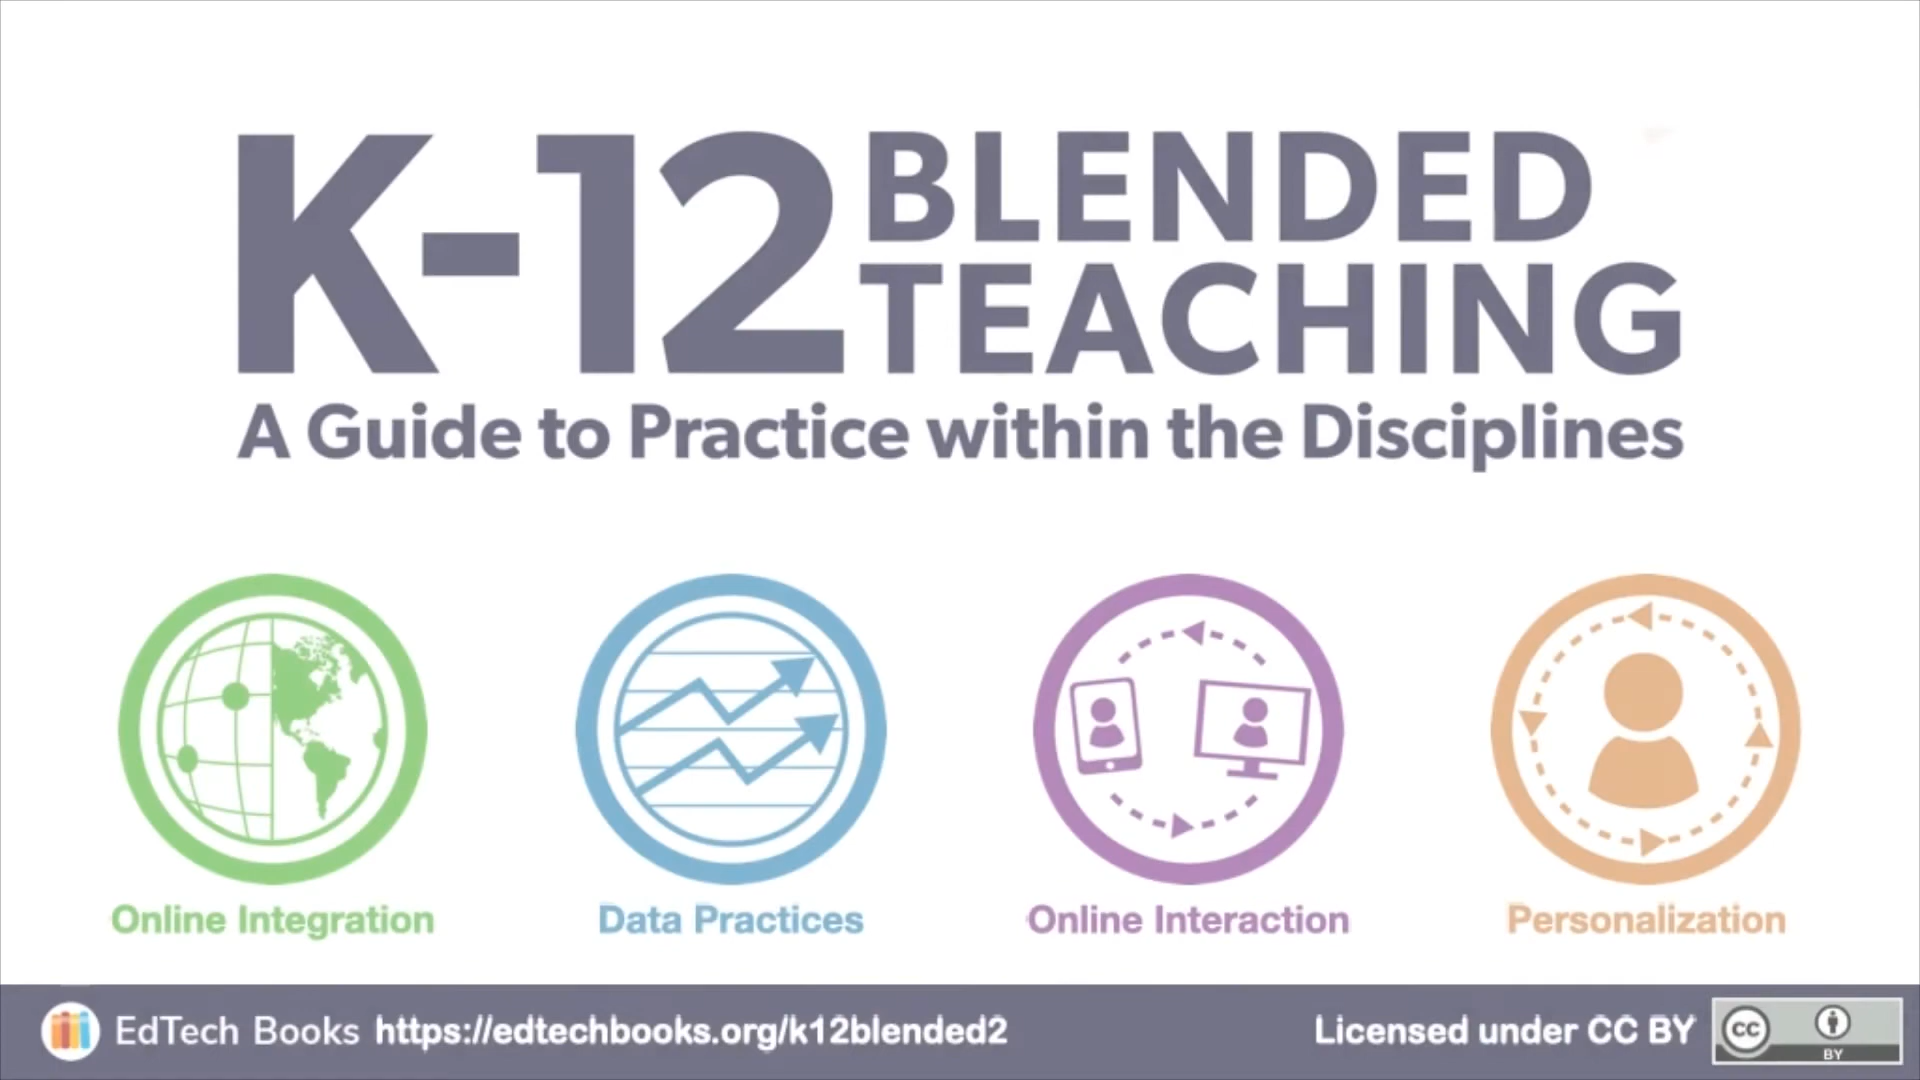 K-12 BLENDED
TEACHING
A Guide to Practice within the Disciplines
Online Integration
Data Practices
Online Interaction
Personalization
EdTech Books https://edtechbooks.org/k12blended2
Licensed under CC BY
cc
BY